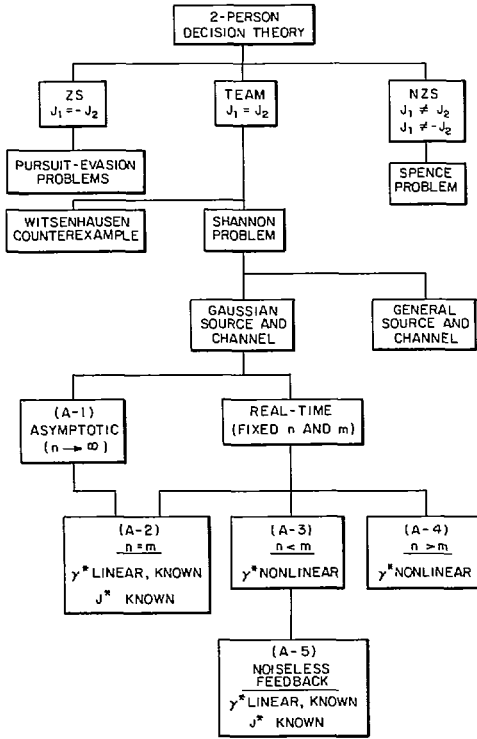 2-PERSON
DECISION THEORY
ZS
J₁ = -J₂
TEAM
J₁ = J₂
NZS
J₁ ≠ J₂
J₁ ≠ -J₂
PURSUIT-EVASION
PROBLEMS
SPENCE
PROBLEM
WITSENHAUSEN
COUNTEREXAMPLE
SHANNON
PROBLEM
GAUSSIAN
SOURCE AND
CHANNEL
GENERAL
SOURCE AND
CHANNEL
(A-1)
ASYMPTOTIC
(n → ∞)
REAL-TIME
(FIXED n AND m)
(A-2)
n = m
γ* LINEAR, KNOWN
J* KNOWN
(A-3)
n < m
γ* NONLINEAR
(A-4)
n > m
γ* NONLINEAR
(A-5)
NOISELESS
FEEDBACK
γ* LINEAR, KNOWN
J* KNOWN